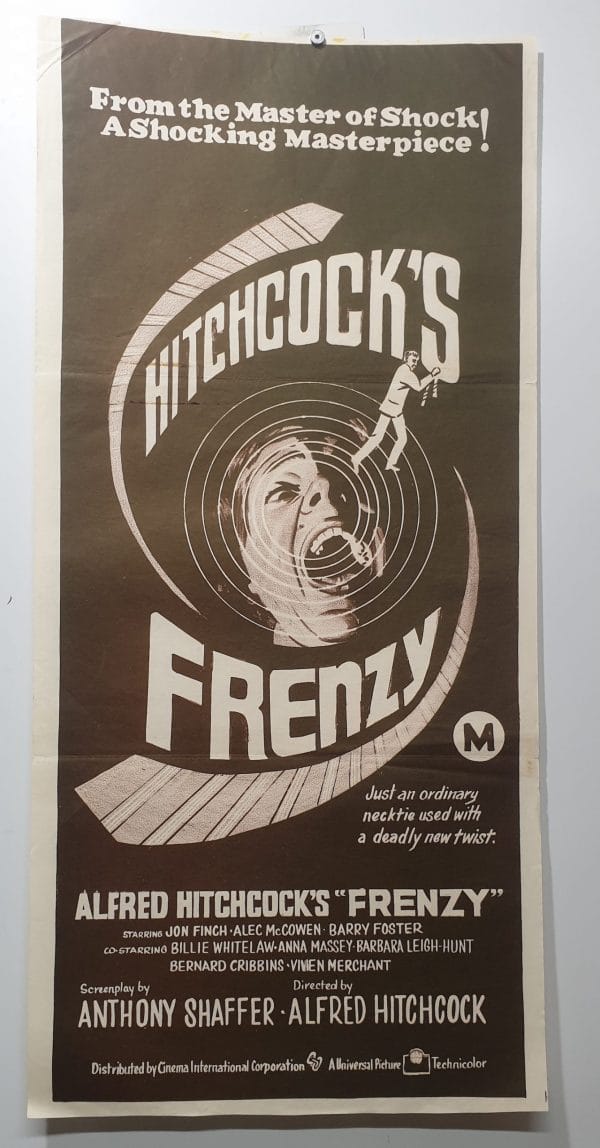 From the Master of Shock!
A Shocking Masterpiece!
HITCHCOCK'S
FRENZY
M
Just an ordinary
necktie used with
a deadly new twist.
ALFRED HITCHCOCK'S "FRENZY"
STARRING JON FINCH · ALEC McCOWEN · BARRY FOSTER
CO-STARRING BILLIE WHITELAW · ANNA MASSEY · BARBARA LEIGH-HUNT
BERNARD CRIBBINS · VIVIEN MERCHANT
Screenplay by Directed by
ANTHONY SHAFFER · ALFRED HITCHCOCK
Distributed by Cinema International Corporation A Universal Picture Technicolor